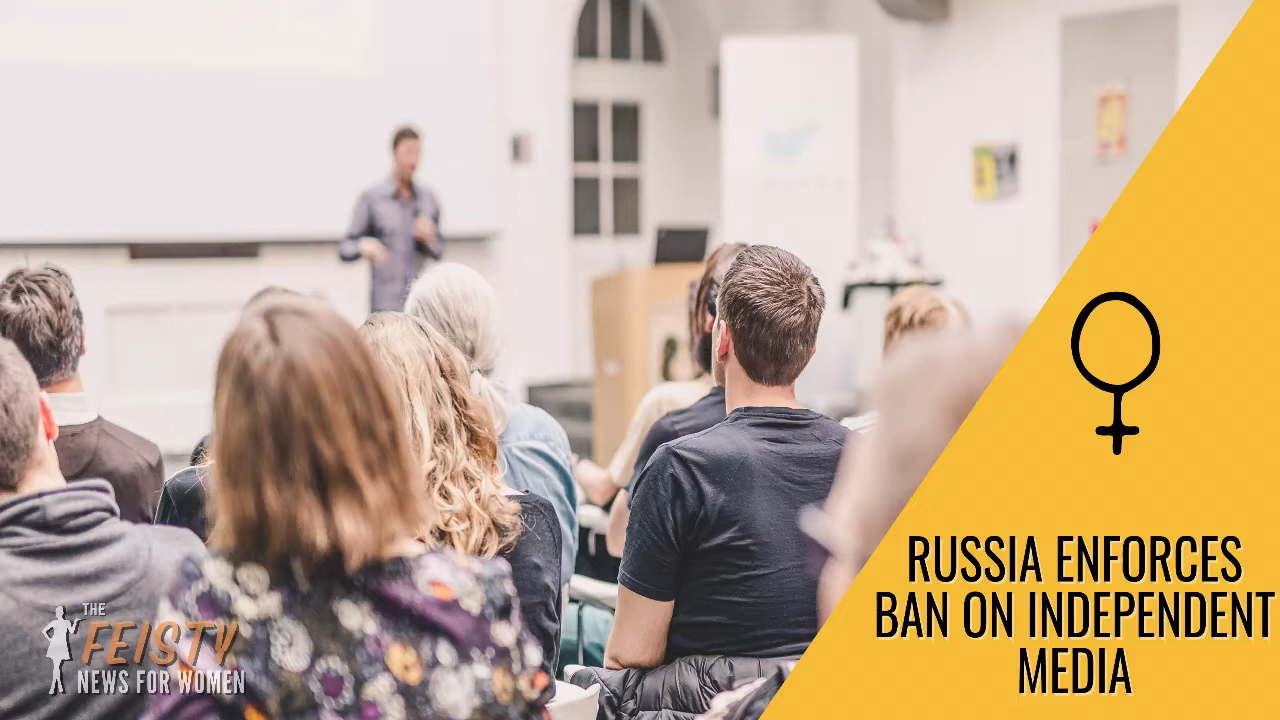 THE
FEISTY
NEWS FOR WOMEN
RUSSIA ENFORCES
BAN ON INDEPENDENT
MEDIA